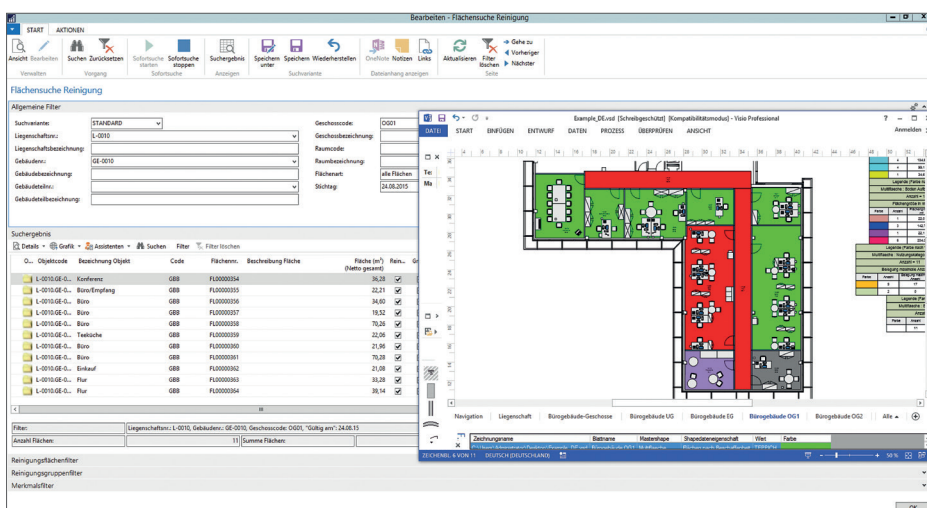 Bearbeiten - Flächensuche Reinigung
START AKTIONEN
Ansicht Bearbeiten Suchen Zurücksetzen Sofortsuche starten Sofortsuche stoppen Suchergebnis Speichern unter Speichern Wiederherstellen OneNote Notizen Links Aktualisieren Filter löschen
Gehe zu
Vorheriger
Nächster
Verwalten Vorgang Sofortsuche Anzeigen Suchvariante Dateianhang anzeigen Seite
Flächensuche Reinigung
Allgemeine Filter
Suchvariante: STANDARD
Liegenschaftsnr.: L-0010
Liegenschaftsbezeichnung:
Gebäudenr.: GE-0010
Gebäudebezeichnung:
Gebäudeteilnr.:
Gebäudeteilbezeichnung:
Geschosscode: OG01
Geschossbezeichnung:
Raumcode:
Raumbezeichnung:
Flächenart: alle Flächen
Stichtag: 24.08.2015
Suchergebnis
Details Grafik Assistenten Suchen Filter Filter löschen
O... Objektcode Bezeichnung Objekt Code Flächennr. Beschreibung Fläche Fläche (m²) (Netto gesamt) Rein...
L-0010.GE-0... Konferenz GBB FL00000354 36,28
L-0010.GE-0... Büro/Empfang GBB FL00000355 22,21
L-0010.GE-0... Büro GBB FL00000356 34,60
L-0010.GE-0... Büro GBB FL00000357 19,52
L-0010.GE-0... Büro GBB FL00000358 70,26
L-0010.GE-0... Teeküche GBB FL00000359 22,06
L-0010.GE-0... Büro GBB FL00000360 21,96
L-0010.GE-0... Büro GBB FL00000361 70,28
L-0010.GE-0... Einkauf GBB FL00000362 21,08
L-0010.GE-0... Flur GBB FL00000363 33,28
L-0010.GE-0... Flur GBB FL00000364 39,14
Filter: Liegenschaftsnr.: L-0010, Gebäudenr.: GE-0010, Geschosscode: OG01, "Gültig am": 24.08.15
Anzahl Flächen: 11 Summe Flächen:
Reinigungsflächenfilter
Reinigungsgruppenfilter
Merkmalsfilter
OK
Example_DE.vsd [Schreibgeschützt] [Kompatibilitätsmodus] - Visio Professional
Anmelden
DATEI START EINFÜGEN ENTWURF DATEN PROZESS ÜBERPRÜFEN ANSICHT
Te:
Ma
Navigation Liegenschaft Bürogebäude-Geschosse Bürogebäude UG Bürogebäude EG Bürogebäude OG1 Bürogebäude OG2 Alle
Zeichnungname Blattname Mastershape Shapedateneigenschaft Wert Farbe
ZEICHENBL. 6 VON 11 DEUTSCH (DEUTSCHLAND) 50 %